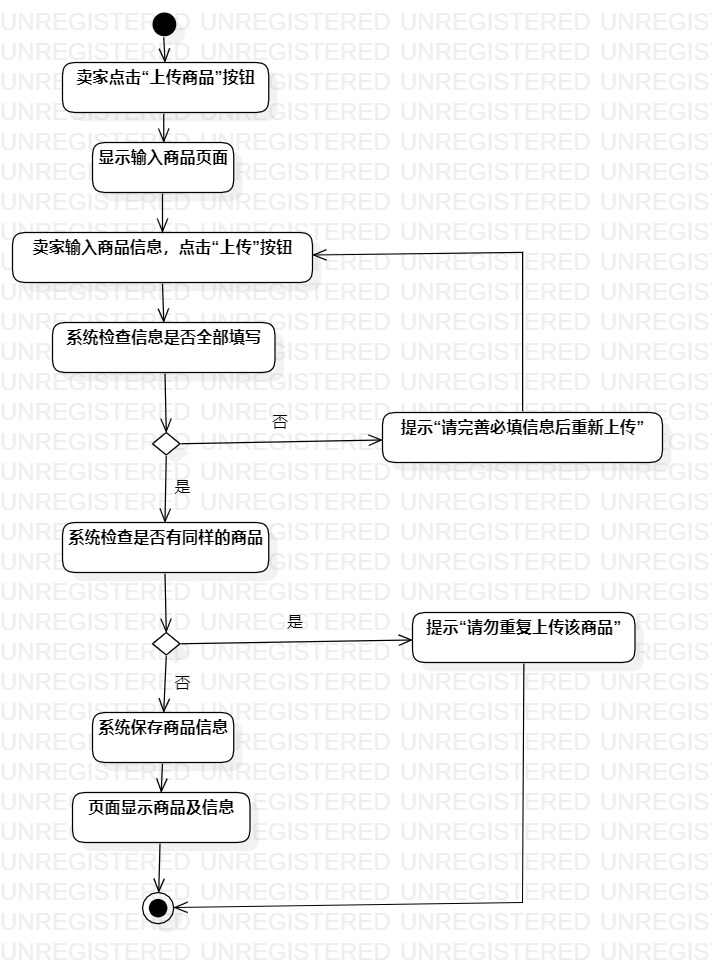 卖家点击“上传商品”按钮
显示输入商品页面
卖家输入商品信息，点击“上传”按钮
系统检查信息是否全部填写
否
提示“请完善必填信息后重新上传”
是
系统检查是否有同样的商品
是
提示“请勿重复上传该商品”
否
系统保存商品信息
页面显示商品及信息
UNREGISTERED